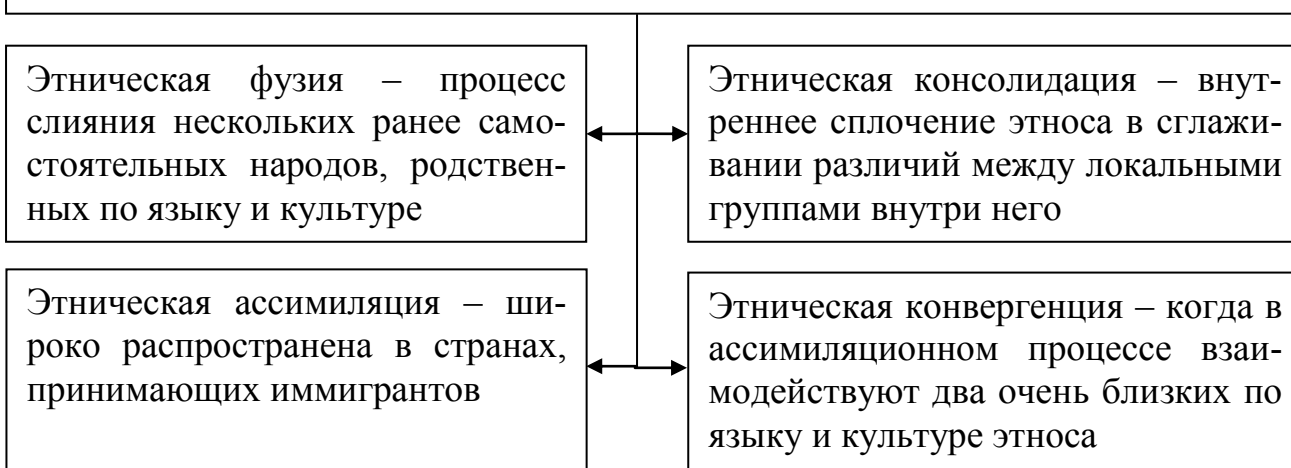 Этническая фузия – процесс
слияния нескольких ранее само-
стоятельных народов, родствен-
ных по языку и культуре
Этническая консолидация – внут-
реннее сплочение этноса в сглажи-
вании различий между локальными
группами внутри него
Этническая ассимиляция – ши-
роко распространена в странах,
принимающих иммигрантов
Этническая конвергенция – когда в
ассимиляционном процессе взаи-
модействуют два очень близких по
языку и культуре этноса